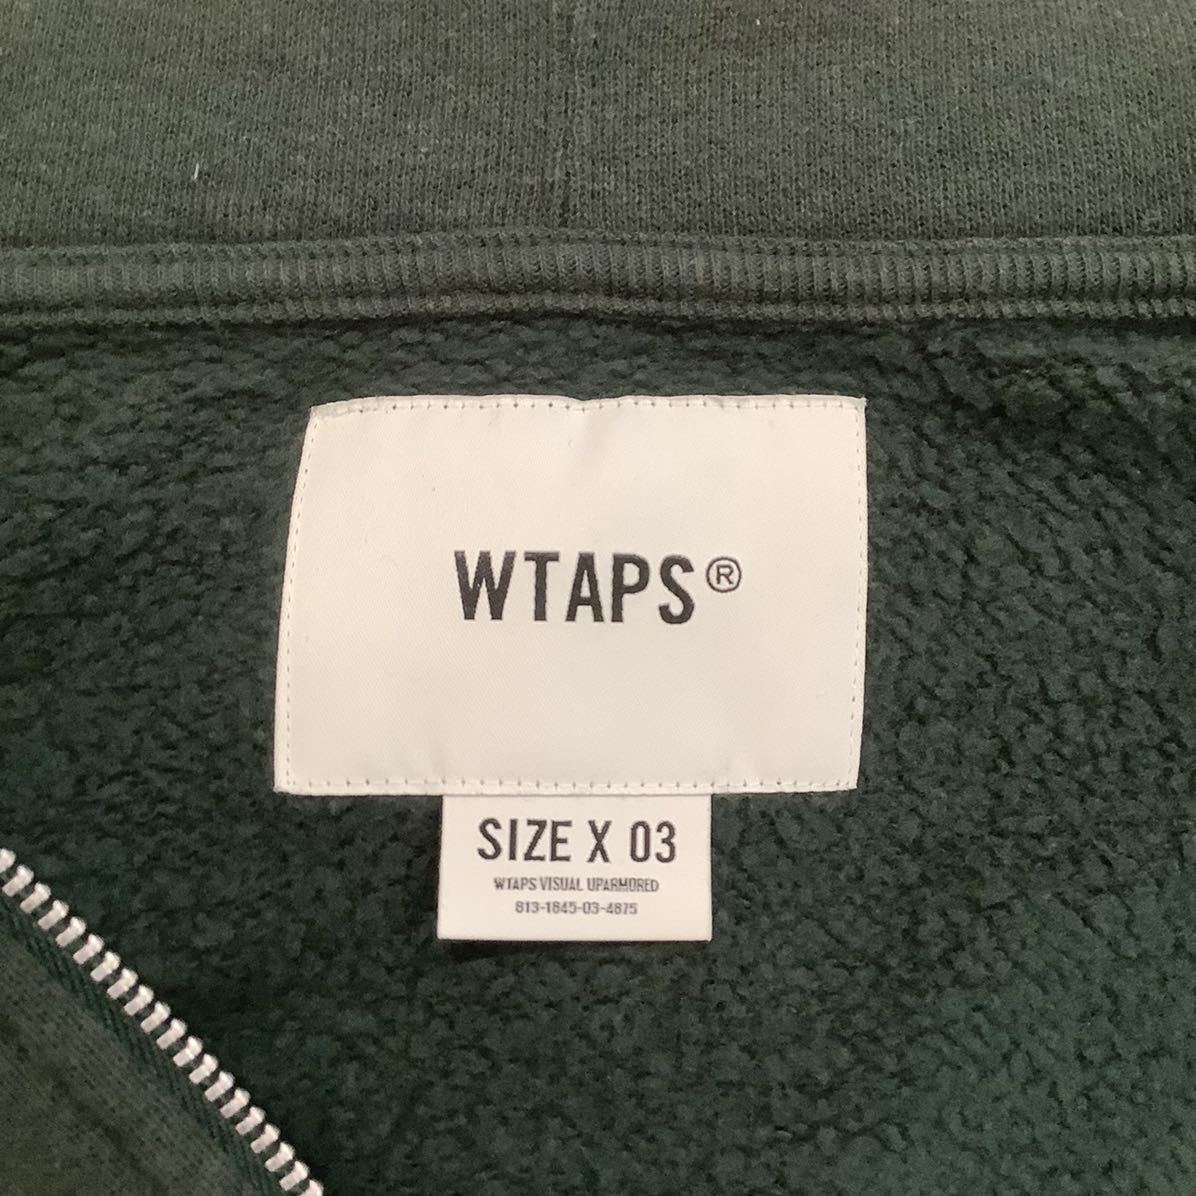 WTAPS®
SIZE X 03
WTAPS VISUAL UPARMORED
813-1845-03-4875